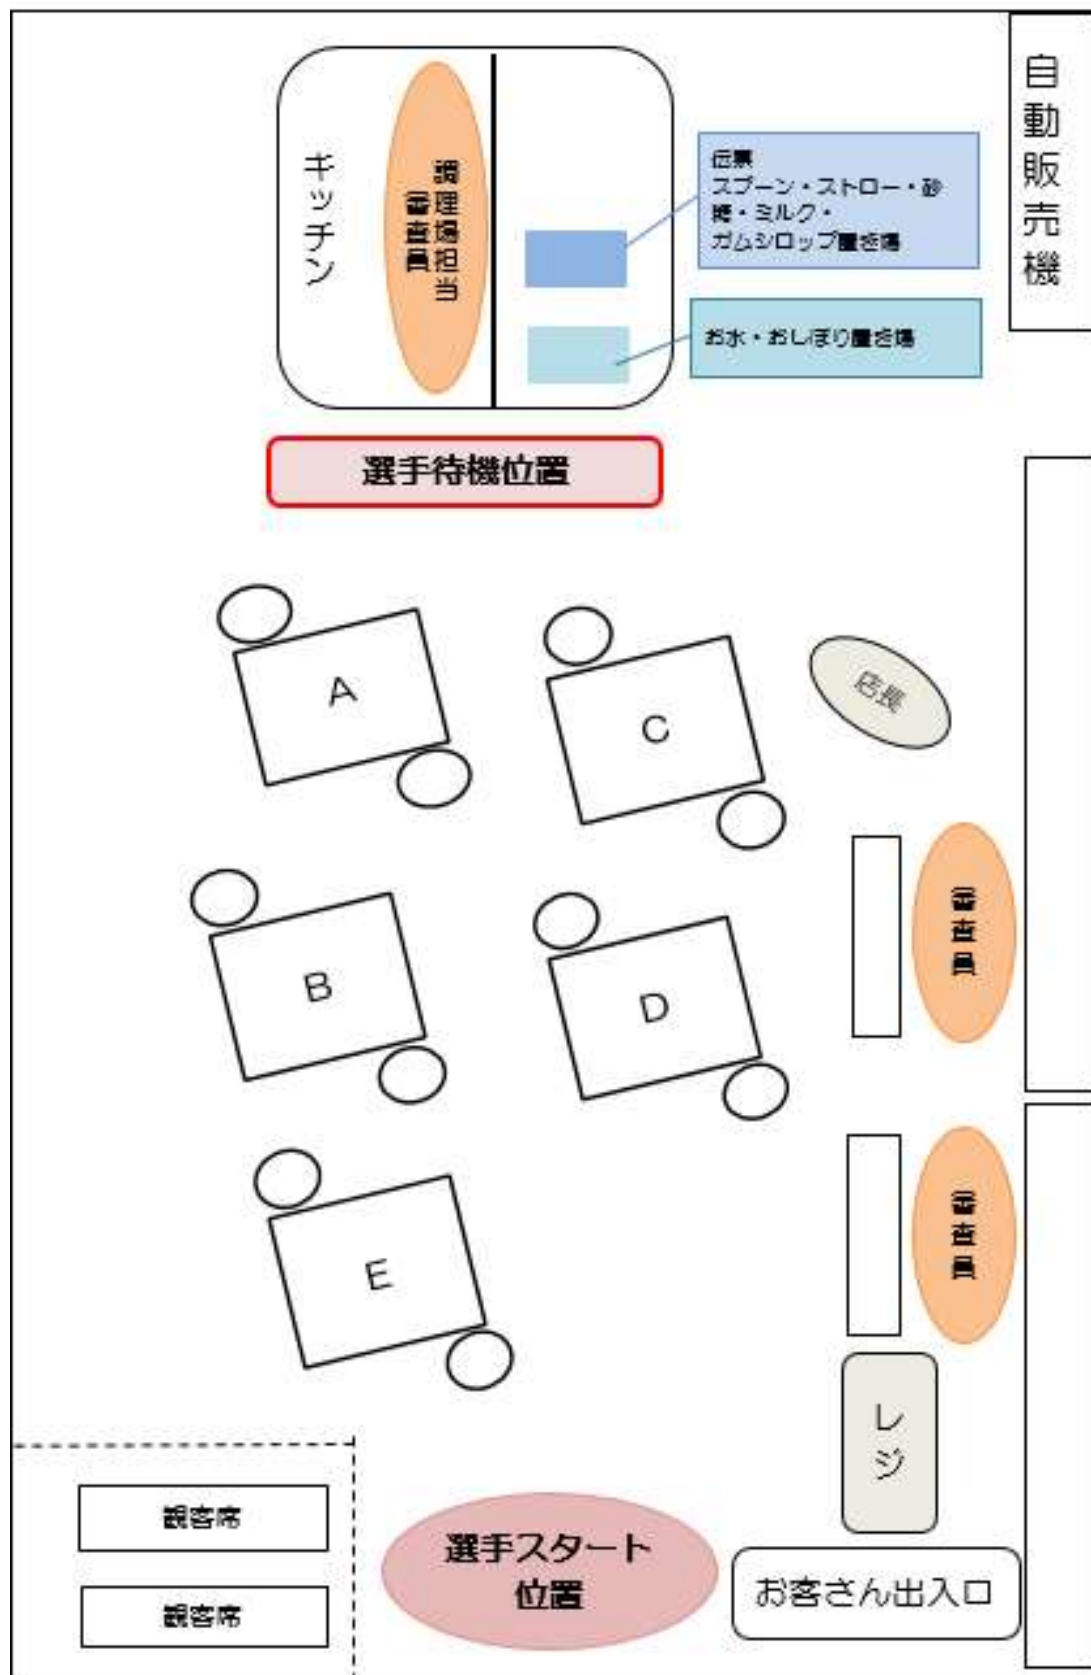 自動販売機
キッチン
調理場担当
審査員
伝票
スプーン・ストロー・砂
糖・ミルク・
ガムシロップ置き場
お水・おしぼり置き場
選手待機位置
A
C
店長
審査員
B
D
審査員
E
レジ
観客席
観客席
選手スタート
位置
お客さん出入口